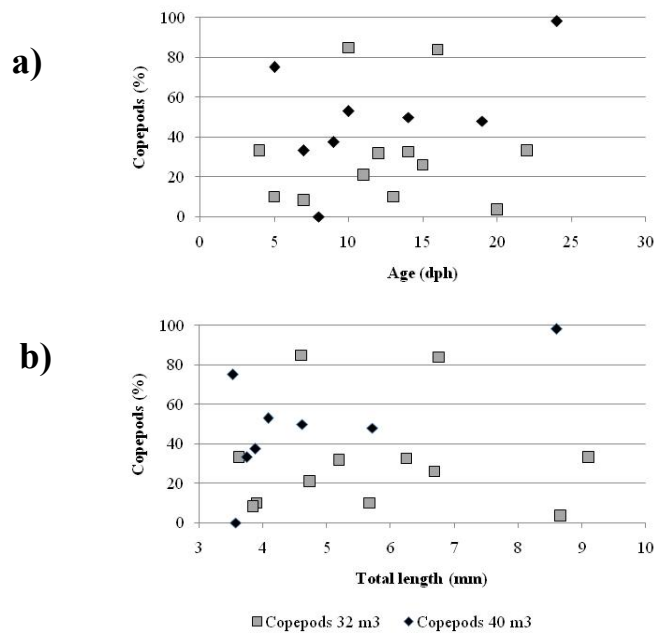 a)
Copepods (%)
100
80
60
40
20
0
0 5 10 15 20 25 30
Age (dph)
b)
Copepods (%)
100
80
60
40
20
0
3 4 5 6 7 8 9 10
Total length (mm)
Copepods 32 m3 Copepods 40 m3